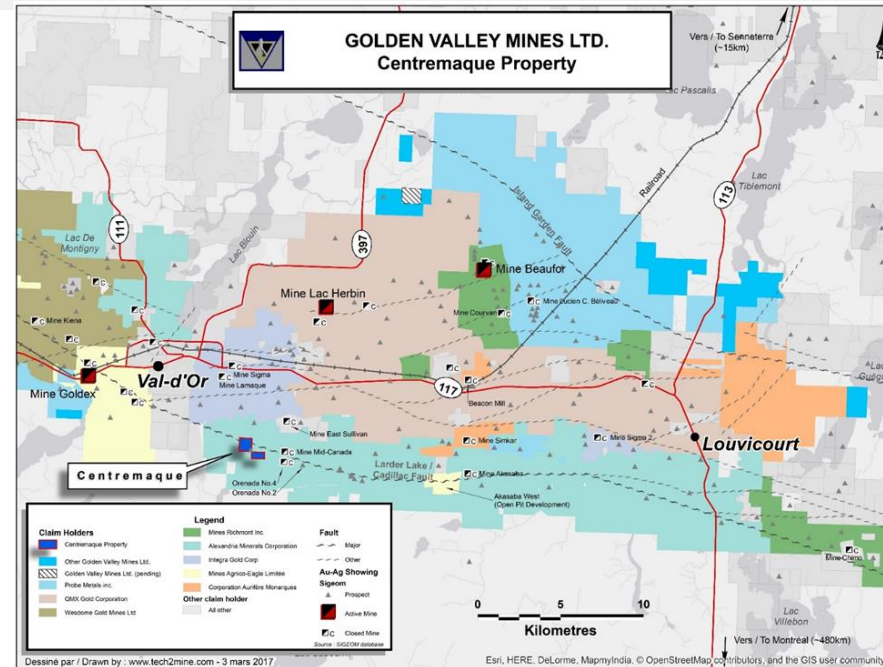 GOLDEN VALLEY MINES LTD.
Centremaque Property
Vers / To Senneterre
(~15km)
Lac Pascalis
Lac
Tiblemont
113
Railroad
Island Garden Fault
397
111
Lac De
Montigny
Lac Blouin
Mine Beaufor
Mine Lac Herbin
Mine Lucien C. Béliveau
Mine Courvan
Mine Kiena
Val-d'Or
Mine Sigma
Mine Lamaque
Mine Goldex
117
Beacon Mill
Mine East Sullivan
Mine Simkar
Mine Sigma 2
Louvicourt
Mine Mid-Canada
Centremaque
Larder Lake /
Cadillac Fault
Mine Akasaba
Orenada No.4
Orenada No.2
Akasaba West
(Open Pit Development)
Mine Chimo
Lac
Villebon
Legend
Claim Holders
Centremaque Property
Other Golden Valley Mines Ltd.
Golden Valley Mines Ltd. (pending)
Probe Metals inc.
QMX Gold Corporation
Wesdome Gold Mines Ltd
Mines Richmont Inc.
Alexandria Minerals Corporation
Integra Gold Corp
Mines Agnico-Eagle Limitée
Corporation Aurifère Monarques
Other claim holder
All other
Fault
Major
Other
Au-Ag Showing
Sigeom
Prospect
Active Mine
Closed Mine
Source : SIGEOM database
0 5 10
Kilometres
Vers / To Montréal (~480km)
Dessiné par / Drawn by : www.tech2mine.com - 3 mars 2017
Esri, HERE, DeLorme, MapmyIndia, © OpenStreetMap contributors, and the GIS user community